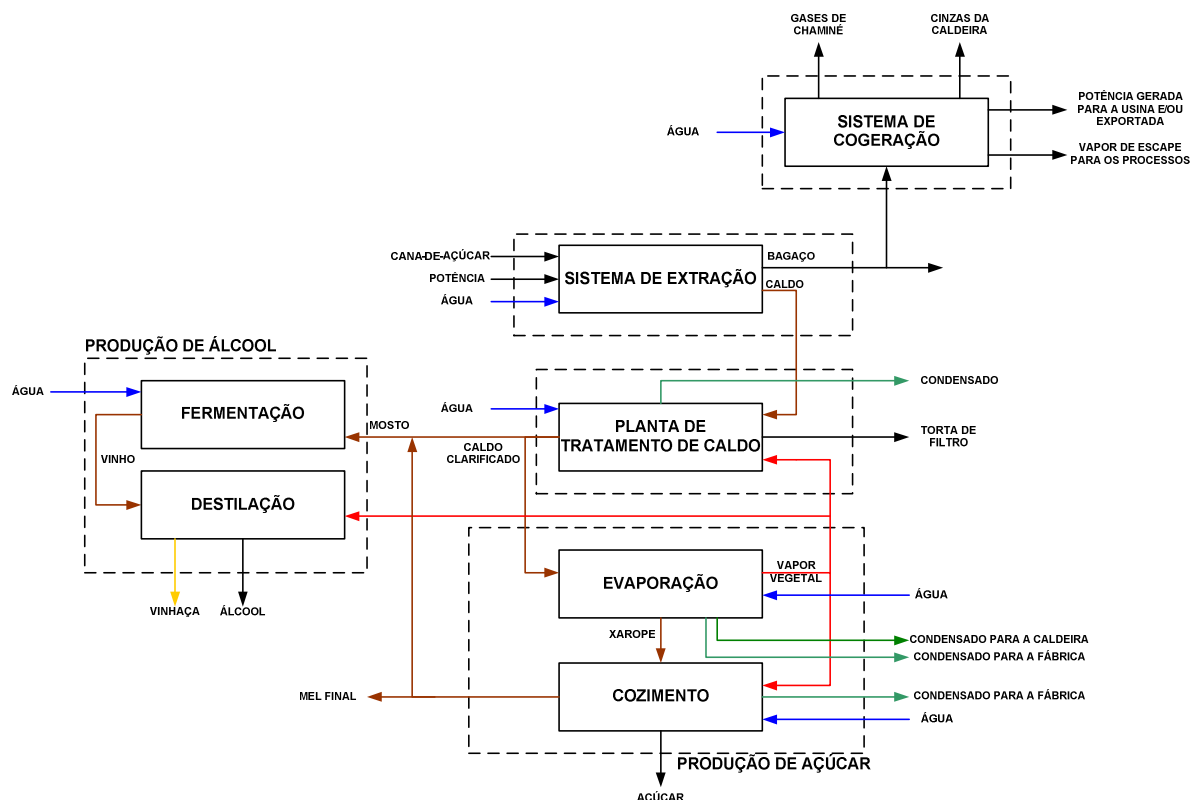 GASES DE
CHAMINÉ
CINZAS DA
CALDEIRA
POTÊNCIA GERADA
PARA A USINA E/OU
EXPORTADA
SISTEMA DE
COGERAÇÃO
ÁGUA
VAPOR DE ESCAPE
PARA OS PROCESSOS
CANA-DE-AÇÚCAR
POTÊNCIA
ÁGUA
SISTEMA DE EXTRAÇÃO
BAGAÇO
CALDO
PRODUÇÃO DE ÁLCOOL
ÁGUA
FERMENTAÇÃO
VINHO
DESTILAÇÃO
VINHAÇA
ÁLCOOL
MOSTO
CALDO
CLARIFICADO
ÁGUA
PLANTA DE
TRATAMENTO DE CALDO
CONDENSADO
TORTA DE
FILTRO
EVAPORAÇÃO
VAPOR
VEGETAL
ÁGUA
XAROPE
CONDENSADO PARA A CALDEIRA
CONDENSADO PARA A FÁBRICA
MEL FINAL
COZIMENTO
CONDENSADO PARA A FÁBRICA
ÁGUA
PRODUÇÃO DE AÇÚCAR
AÇÚCAR